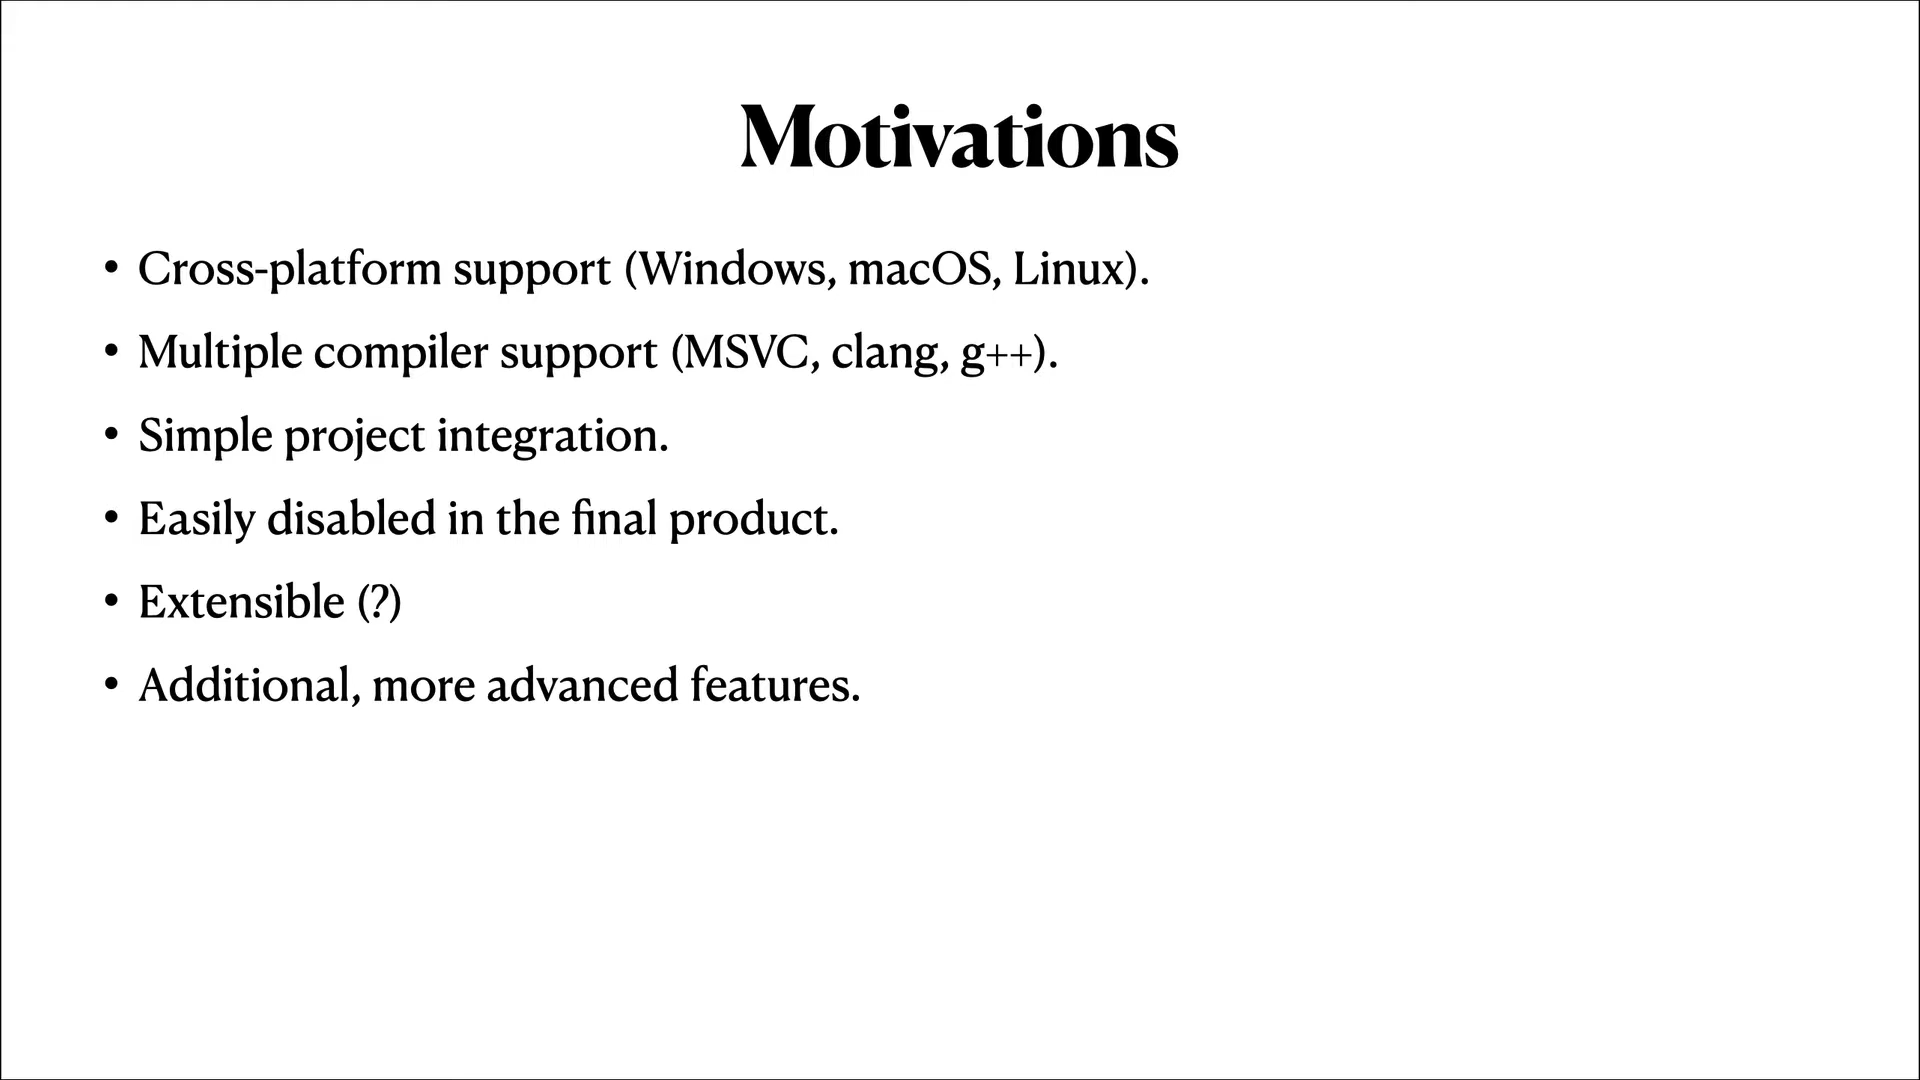 Motivations
• Cross-platform support (Windows, macOS, Linux).
• Multiple compiler support (MSVC, clang, g++).
• Simple project integration.
• Easily disabled in the final product.
• Extensible (?)
• Additional, more advanced features.